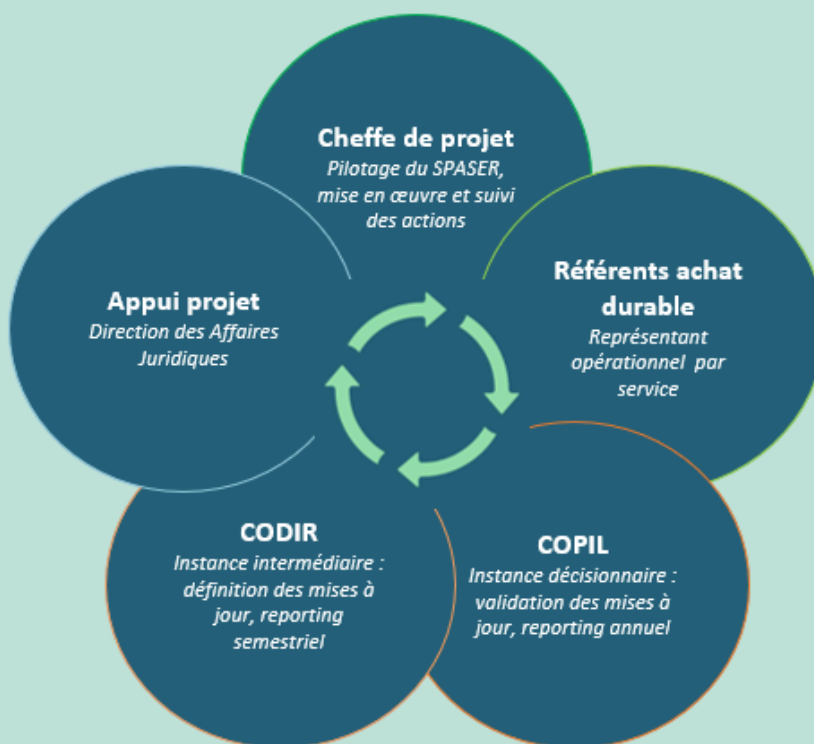 Cheffe de projet
Pilotage du SPASER,
mise en œuvre et suivi
des actions
Référents achat
durable
Représentant
opérationnel par
service
COPIL
Instance décisionnaire :
validation des mises à
jour, reporting annuel
CODIR
Instance intermédiaire :
définition des mises à
jour, reporting
semestriel
Appui projet
Direction des Affaires
Juridiques